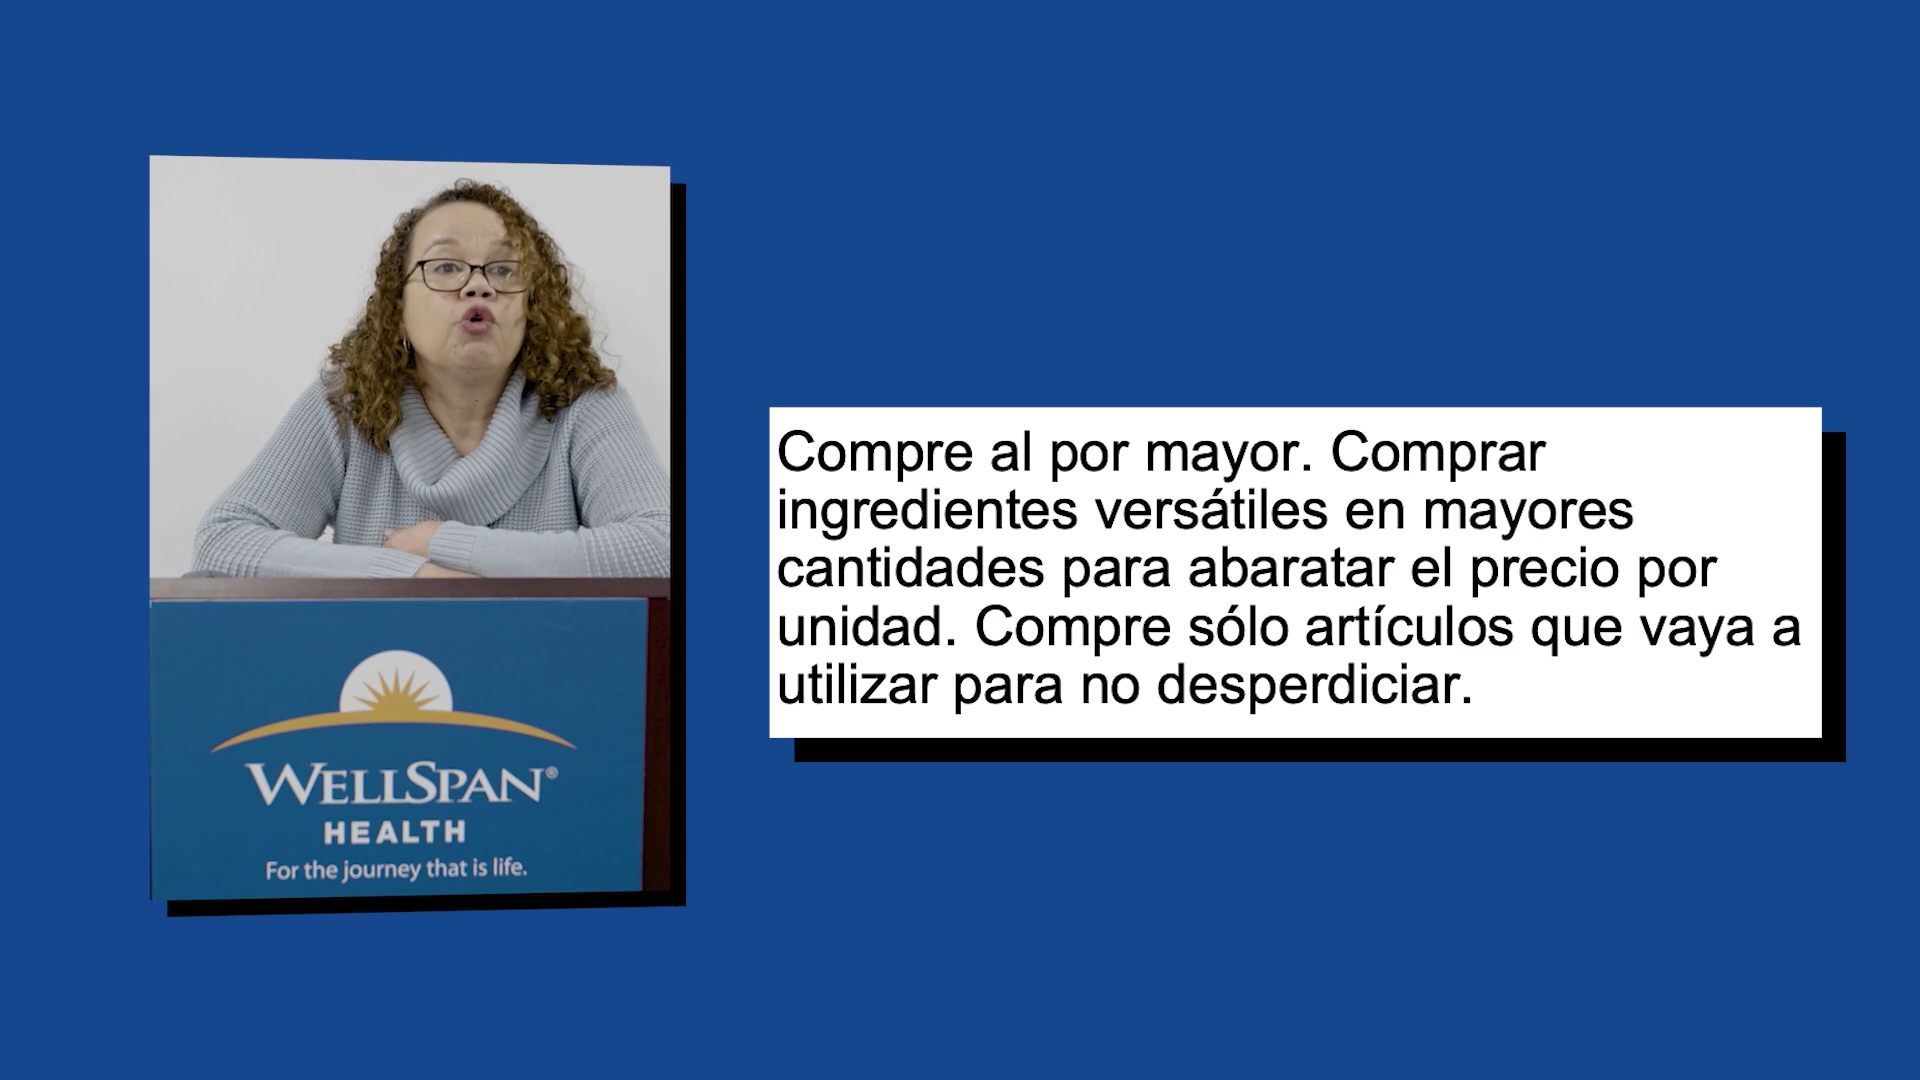 Compre al por mayor. Comprar
ingredientes versátiles en mayores
cantidades para abaratar el precio por
unidad. Compre sólo artículos que vaya a
utilizar para no desperdiciar.
WELLSPAN®
HEALTH
For the journey that is life.